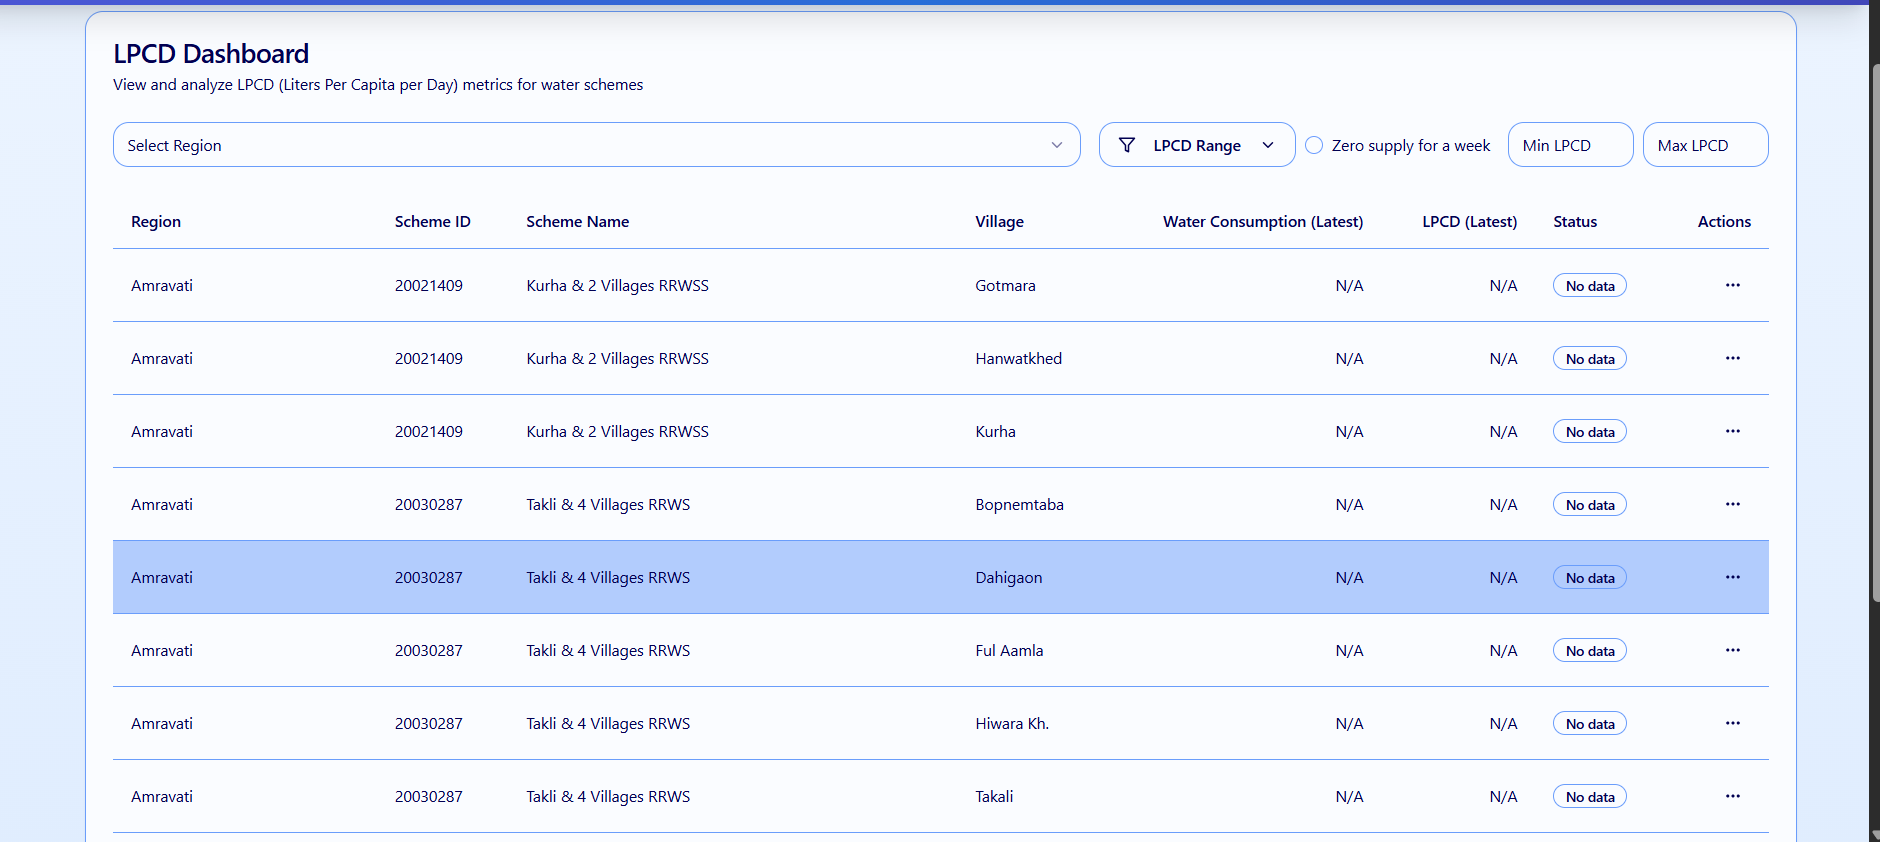 LPCD Dashboard
View and analyze LPCD (Liters Per Capita per Day) metrics for water schemes
Select Region LPCD Range Zero supply for a week Min LPCD Max LPCD
Region Scheme ID Scheme Name Village Water Consumption (Latest) LPCD (Latest) Status Actions
Amravati 20021409 Kurha & 2 Villages RRWSS Gotmara N/A N/A No data ...
Amravati 20021409 Kurha & 2 Villages RRWSS Hanwatkhed N/A N/A No data ...
Amravati 20021409 Kurha & 2 Villages RRWSS Kurha N/A N/A No data ...
Amravati 20030287 Takli & 4 Villages RRWS Bopnemtaba N/A N/A No data ...
Amravati 20030287 Takli & 4 Villages RRWS Dahigaon N/A N/A No data ...
Amravati 20030287 Takli & 4 Villages RRWS Ful Aamla N/A N/A No data ...
Amravati 20030287 Takli & 4 Villages RRWS Hiwara Kh. N/A N/A No data ...
Amravati 20030287 Takli & 4 Villages RRWS Takali N/A N/A No data ...